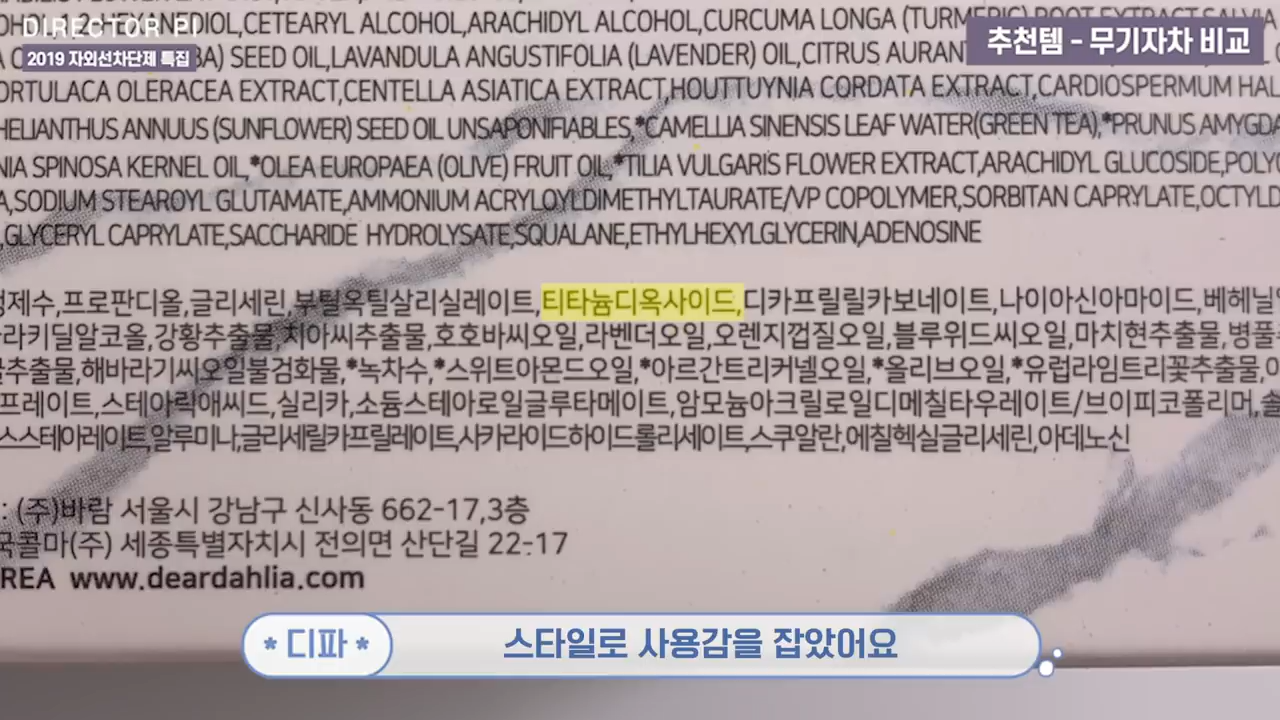 DIRECTOR PI
2019 자외선차단제 특집
추천템 - 무기자차 비교
CETEARYL ALCOHOL,ARACHIDYL ALCOHOL,CURCUMA LONGA (TURMERIC) ROOT EXTRACT,SALVIA
SEED OIL,LAVANDULA ANGUSTIFOLIA (LAVENDER) OIL,CITRUS AURANT
ORTULACA OLERACEA EXTRACT,CENTELLA ASIATICA EXTRACT,HOUTTUYNIA CORDATA EXTRACT,CARDIOSPERMUM HAL
HELIANTHUS ANNUUS (SUNFLOWER) SEED OIL UNSAPONIFIABLES,*CAMELLIA SINENSIS LEAF WATER(GREEN TEA),*PRUNUS AMYGDA
NIA SPINOSA KERNEL OIL,*OLEA EUROPAEA (OLIVE) FRUIT OIL,*TILIA VULGARIS FLOWER EXTRACT,ARACHIDYL GLUCOSIDE,POLYG
A,SODIUM STEAROYL GLUTAMATE,AMMONIUM ACRYLOYLDIMETHYLTAURATE/VP COPOLYMER,SORBITAN CAPRYLATE,OCTYLD
,GLYCERYL CAPRYLATE,SACCHARIDE HYDROLYSATE,SQUALANE,ETHYLHEXYLGLYCERIN,ADENOSINE
정제수,프로판디올,글리세린,부틸옥틸살리실레이트,티타늄디옥사이드,디카프릴릴카보네이트,나이아신아마이드,베헤닐
라키딜알코올,강황추출물,치아씨추출물,호호바씨오일,라벤더오일,오렌지껍질오일,블루위드씨오일,마치현추출물,병풀
추출물,해바라기씨오일불검화물,*녹차수,*스위트아몬드오일,*아르간트리커넬오일,*올리브오일,*유럽라임트리꽃추출물,
프레이트,스테아릭애씨드,실리카,소듐스테아로일글루타메이트,암모늄아크릴로일디메칠타우레이트/브이피코폴리머,솔
스스테아레이트,알루미나,글리세릴카프릴레이트,사카라이드하이드롤리세이트,스쿠알란,에칠헥실글리세린,아데노신
: (주)바람 서울시 강남구 신사동 662-17,3층
국콜마(주) 세종특별자치시 전의면 산단길 22-17
REA www.deardahlia.com
* 디파 *
스타일로 사용감을 잡았어요